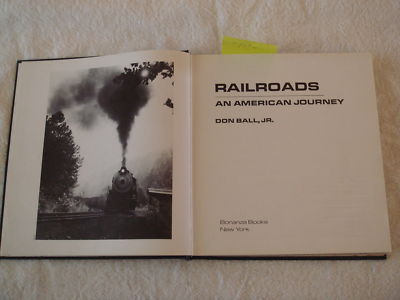 RAILROADS
AN AMERICAN JOURNEY
DON BALL, JR.
Bonanza Books
New York